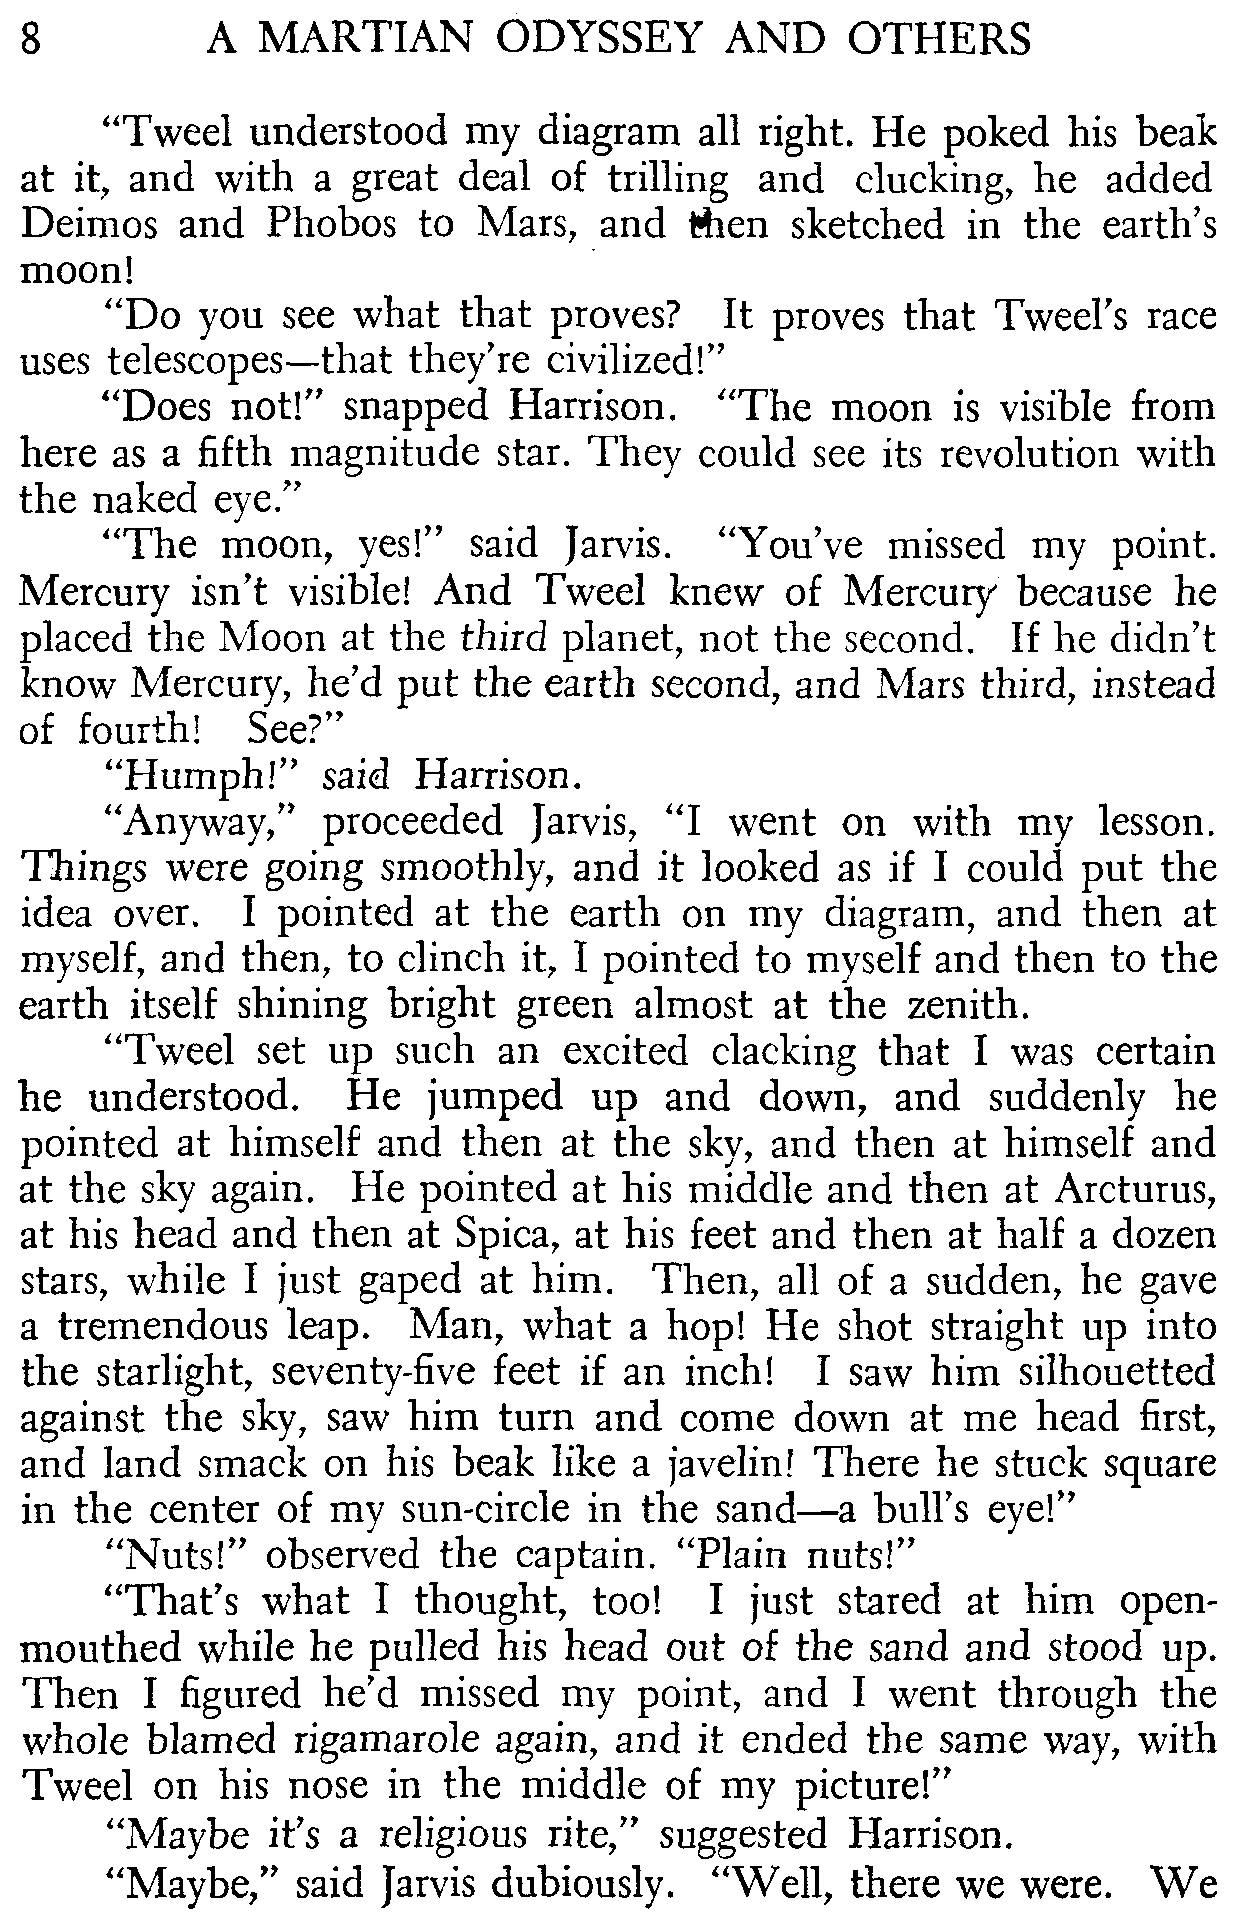 8 A MARTIAN ODYSSEY AND OTHERS
“Tweel understood my diagram all right. He poked his beak
at it, and with a great deal of trilling and clucking, he added
Deimos and Phobos to Mars, and then sketched in the earth’s
moon!
“Do you see what that proves? It proves that Tweel’s race
uses telescopes—that they’re civilized!”
“Does not!” snapped Harrison. “The moon is visible from
here as a fifth magnitude star. They could see its revolution with
the naked eye.”
“The moon, yes!” said Jarvis. “You’ve missed my point.
Mercury isn’t visible! And Tweel knew of Mercury because he
placed the Moon at the third planet, not the second. If he didn’t
know Mercury, he’d put the earth second, and Mars third, instead
of fourth! See?”
“Humph!” said Harrison.
“Anyway,” proceeded Jarvis, “I went on with my lesson.
Things were going smoothly, and it looked as if I could put the
idea over. I pointed at the earth on my diagram, and then at
myself, and then, to clinch it, I pointed to myself and then to the
earth itself shining bright green almost at the zenith.
“Tweel set up such an excited clacking that I was certain
he understood. He jumped up and down, and suddenly he
pointed at himself and then at the sky, and then at himself and
at the sky again. He pointed at his middle and then at Arcturus,
at his head and then at Spica, at his feet and then at half a dozen
stars, while I just gaped at him. Then, all of a sudden, he gave
a tremendous leap. Man, what a hop! He shot straight up into
the starlight, seventy-five feet if an inch! I saw him silhouetted
against the sky, saw him turn and come down at me head first,
and land smack on his beak like a javelin! There he stuck square
in the center of my sun-circle in the sand—a bull’s eye!”
“Nuts!” observed the captain. “Plain nuts!”
“That’s what I thought, too! I just stared at him open-
mouthed while he pulled his head out of the sand and stood up.
Then I figured he’d missed my point, and I went through the
whole blamed rigamarole again, and it ended the same way, with
Tweel on his nose in the middle of my picture!”
“Maybe it’s a religious rite,” suggested Harrison.
“Maybe,” said Jarvis dubiously. “Well, there we were. We